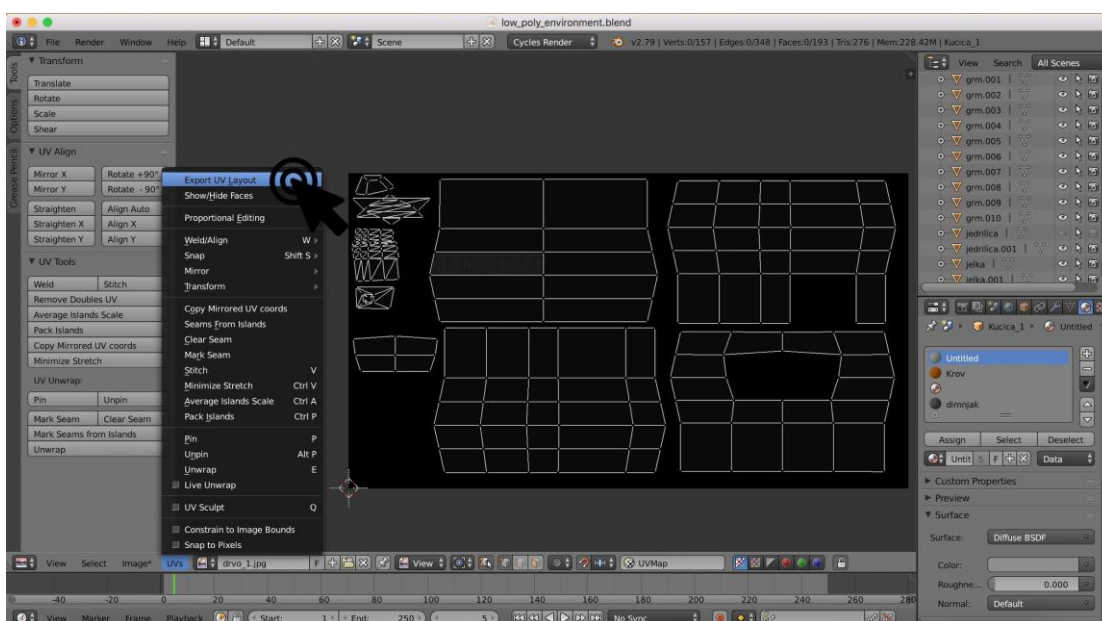 low_poly_environment.blend
File Render Window Help Default Scene Cycles Render v2.79 | Verts:0/157 | Edges:0/348 | Faces:0/193 | Tris:276 | Mem:228.42M | Kucica_1
Tools
Options
Grease Pencil
Transform
Translate
Rotate
Scale
Shear
UV Align
Mirror X Rotate +90°
Mirror Y Rotate - 90°
Straighten Align Auto
Straighten X Align X
Straighten Y Align Y
UV Tools
Weld Stitch
Remove Doubles UV
Average Islands Scale
Pack Islands
Copy Mirrored UV coords
Minimize Stretch
UV Unwrap:
Pin Unpin
Mark Seam Clear Seam
Mark Seams from Islands
Unwrap
Export UV Layout
Show/Hide Faces
Proportional Editing
Weld/Align W
Snap Shift S
Mirror
Transform
Copy Mirrored UV coords
Seams From Islands
Clear Seam
Mark Seam
Stitch V
Minimize Stretch Ctrl V
Average Islands Scale Ctrl A
Pack Islands Ctrl P
Pin P
Unpin Alt P
Unwrap E
Live Unwrap
UV Sculpt Q
Constrain to Image Bounds
Snap to Pixels
View Search All Scenes
grm.001
grm.002
grm.003
grm.004
grm.005
grm.006
grm.007
grm.008
grm.009
grm.010
jedrilica
jedrilica.001
jelka
jelka.001
Kucica_1 Untitled
Untitled
Krov
dimnjak
Assign Select Deselect
Untit 5 F Data
Custom Properties
Preview
Surface
Surface: Diffuse BSDF
Color:
Roughne... 0.000
Normal: Default
View Select Image* UVs drvo_1.jpg F View UVMap
-40 -20 0 20 40 60 80 100 120 140 160 180 200 220 240 260 280
View Marker Frame Playback Start: 1 End: 250 5 No Sync